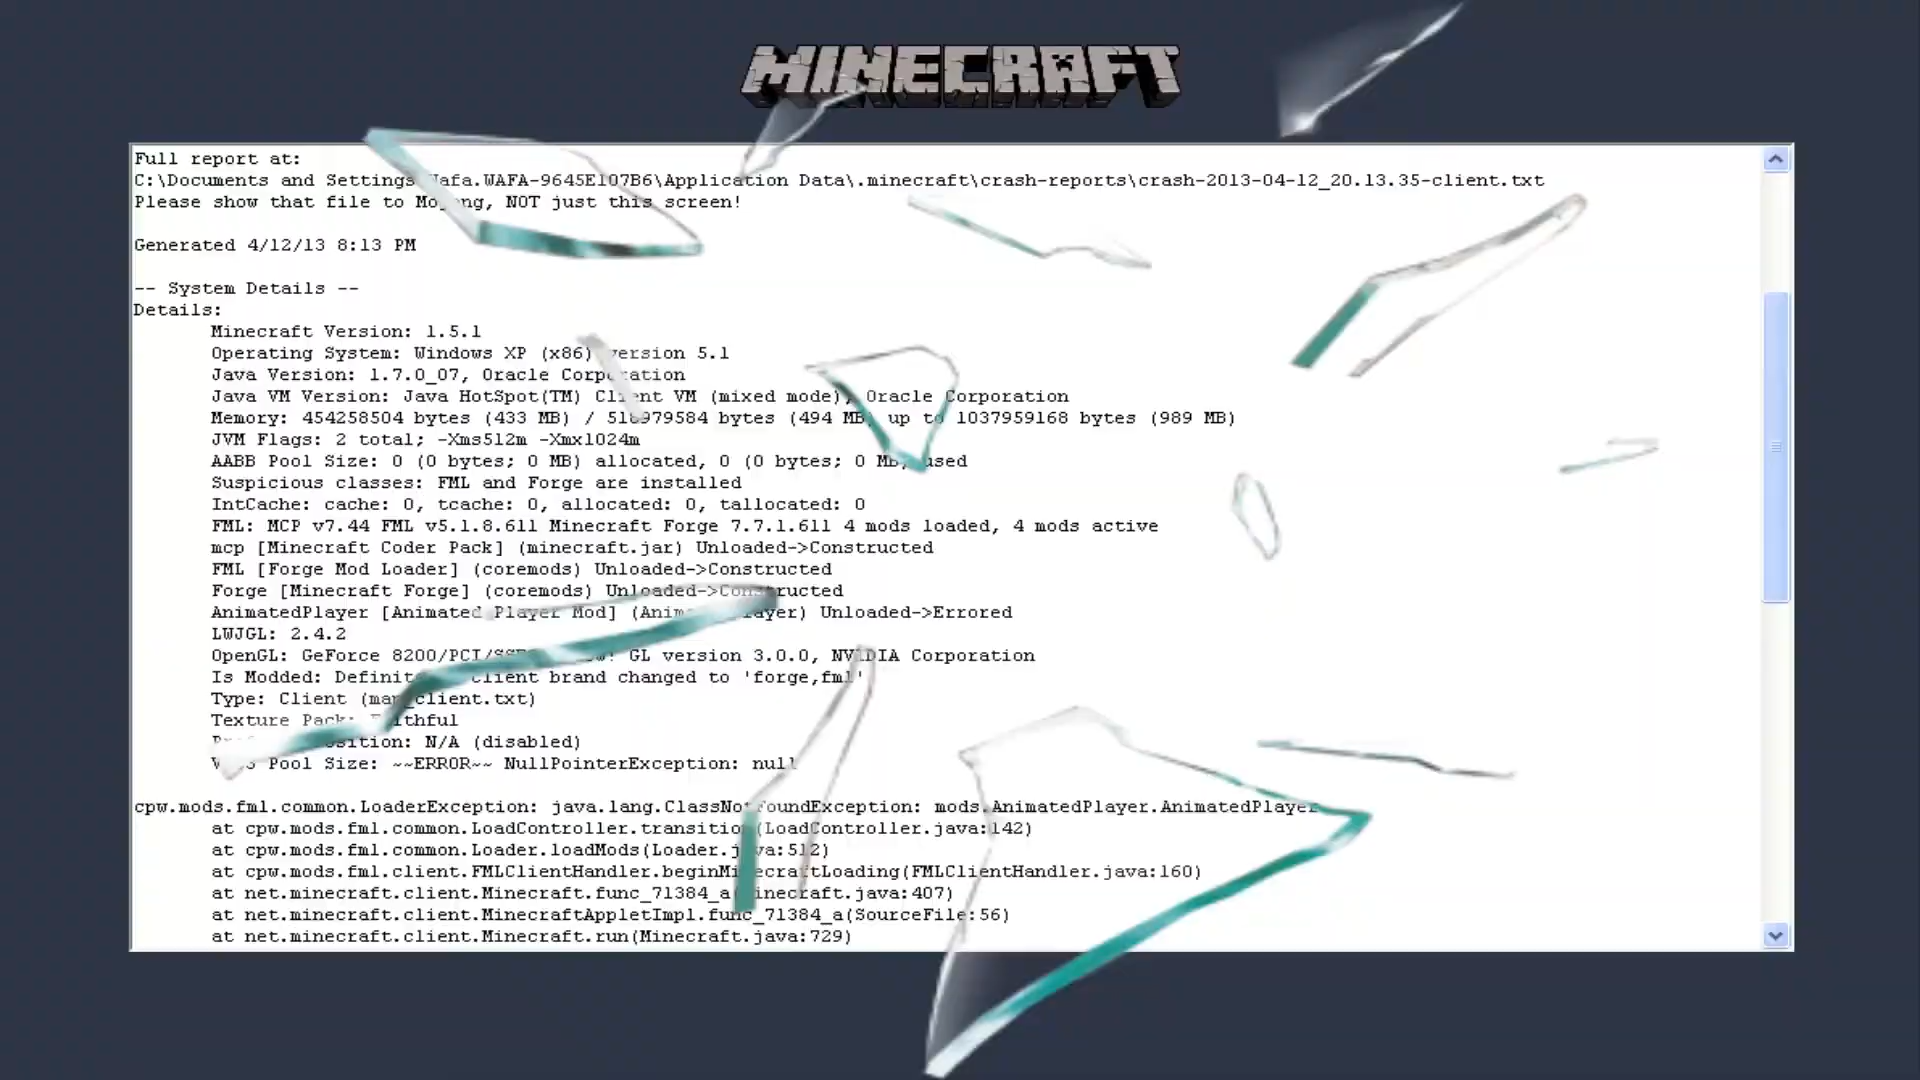 MINECRAFT
Full report at:
C:\Documents and Settings\Wafa.WAFA-9645E107B6\Application Data\.minecraft\crash-reports\crash-2013-04-12_20.13.35-client.txt
Please show that file to Mojang, NOT just this screen!
Generated 4/12/13 8:13 PM
-- System Details --
Details:
Minecraft Version: 1.5.1
Operating System: Windows XP (x86) version 5.1
Java Version: 1.7.0_07, Oracle Corporation
Java VM Version: Java HotSpot(TM) Client VM (mixed mode), Oracle Corporation
Memory: 454258504 bytes (433 MB) / 518979584 bytes (494 MB) up to 1037959168 bytes (989 MB)
JVM Flags: 2 total; -Xms512m -Xmx1024m
AABB Pool Size: 0 (0 bytes; 0 MB) allocated, 0 (0 bytes; 0 MB) used
Suspicious classes: FML and Forge are installed
IntCache: cache: 0, tcache: 0, allocated: 0, tallocated: 0
FML: MCP v7.44 FML v5.1.8.611 Minecraft Forge 7.7.1.611 4 mods loaded, 4 mods active
mcp [Minecraft Coder Pack] (minecraft.jar) Unloaded->Constructed
FML [Forge Mod Loader] (coremods) Unloaded->Constructed
Forge [Minecraft Forge] (coremods) Unloaded->Constructed
AnimatedPlayer [Animated Player Mod] (AnimatedPlayer) Unloaded->Errored
LWJGL: 2.4.2
OpenGL: GeForce 8200/PCI/ GL version 3.0.0, NVIDIA Corporation
Is Modded: Definitely; Client brand changed to 'forge,fml'
Type: Client (map_client.txt)
Texture Pack: Faithful
Profiler Position: N/A (disabled)
Vec3 Pool Size: ~~ERROR~~ NullPointerException: null
cpw.mods.fml.common.LoaderException: java.lang.ClassNotFoundException: mods.AnimatedPlayer.AnimatedPlayer
at cpw.mods.fml.common.LoadController.transition(LoadController.java:142)
at cpw.mods.fml.common.Loader.loadMods(Loader.java:512)
at cpw.mods.fml.client.FMLClientHandler.beginMinecraftLoading(FMLClientHandler.java:160)
at net.minecraft.client.Minecraft.func_71384_a(Minecraft.java:407)
at net.minecraft.client.MinecraftAppletImpl.func_71384_a(SourceFile:56)
at net.minecraft.client.Minecraft.run(Minecraft.java:729)